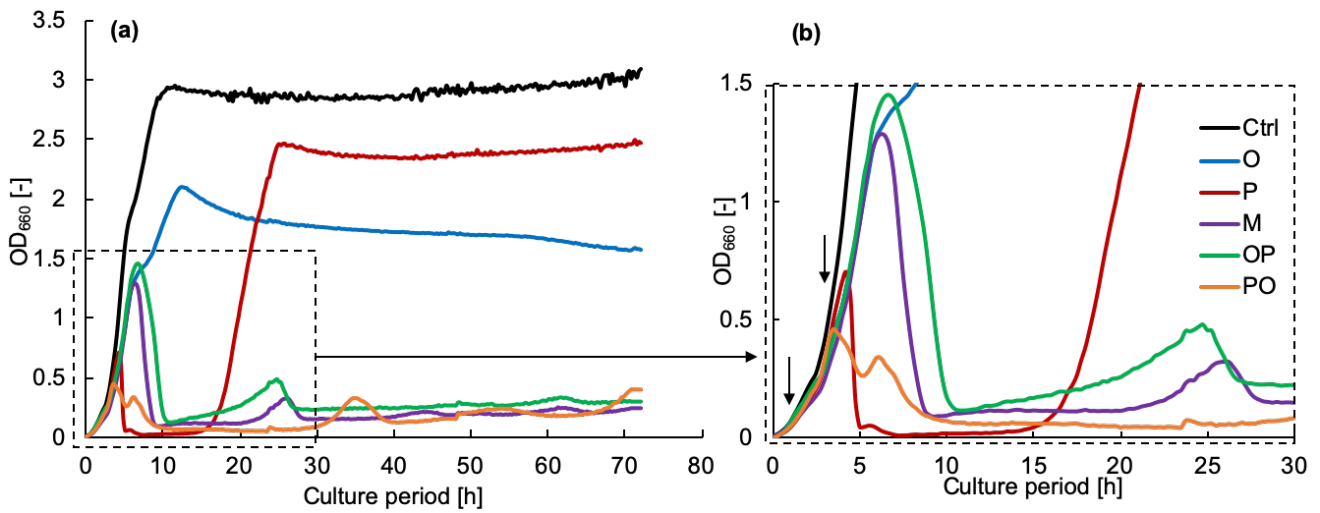 (a)
OD660 [-]
3.5
3
2.5
2
1.5
1
0.5
0
0 10 20 30 40 50 60 70 80
Culture period [h]
(b)
OD660 [-]
1.5
1
0.5
0
0 5 10 15 20 25 30
Culture period [h]
Ctrl
O
P
M
OP
PO